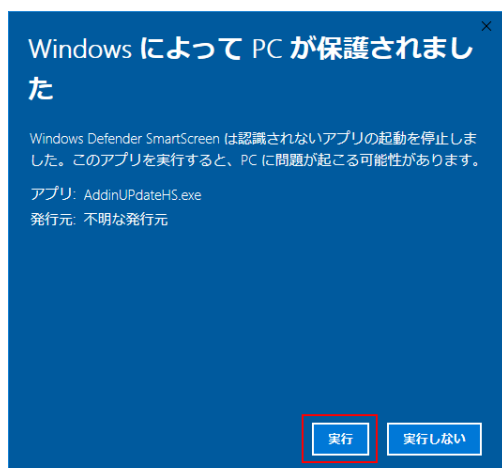 Windows によって PC が保護されまし
た
Windows Defender SmartScreen は認識されないアプリの起動を停止しま
した。このアプリを実行すると、PC に問題が起こる可能性があります。
アプリ: AddinUPdateHS.exe
発行元: 不明な発行元
実行 実行しない